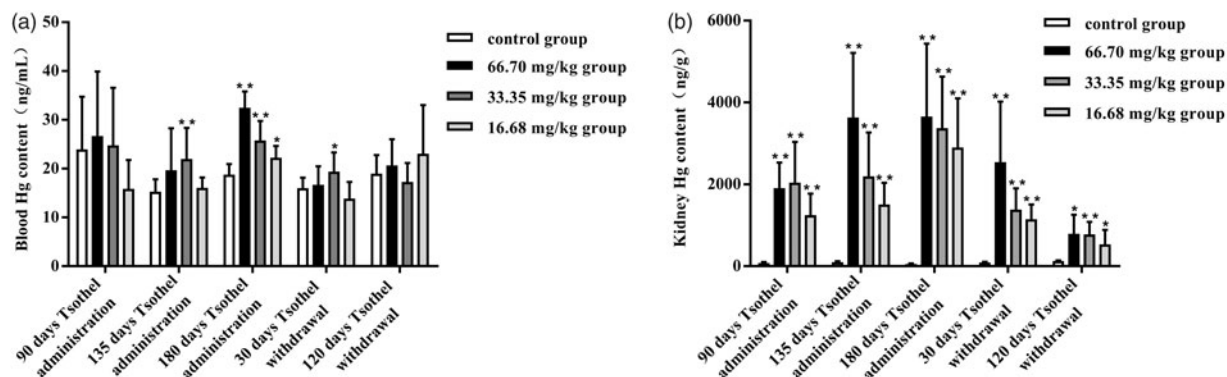 (a)
Blood Hg content（ng/mL）
50
40
30
20
10
0
**
**
**
*
*
control group
66.70 mg/kg group
33.35 mg/kg group
16.68 mg/kg group
90 days Tsothel
administration
135 days Tsothel
administration
180 days Tsothel
administration
30 days Tsothel
withdrawal
120 days Tsothel
withdrawal
(b)
Kidney Hg content（ng/g）
6000
4000
2000
0
**
**
**
**
**
**
**
**
**
**
**
**
*
**
*
control group
66.70 mg/kg group
33.35 mg/kg group
16.68 mg/kg group
90 days Tsothel
administration
135 days Tsothel
administration
180 days Tsothel
administration
30 days Tsothel
withdrawal
120 days Tsothel
withdrawal